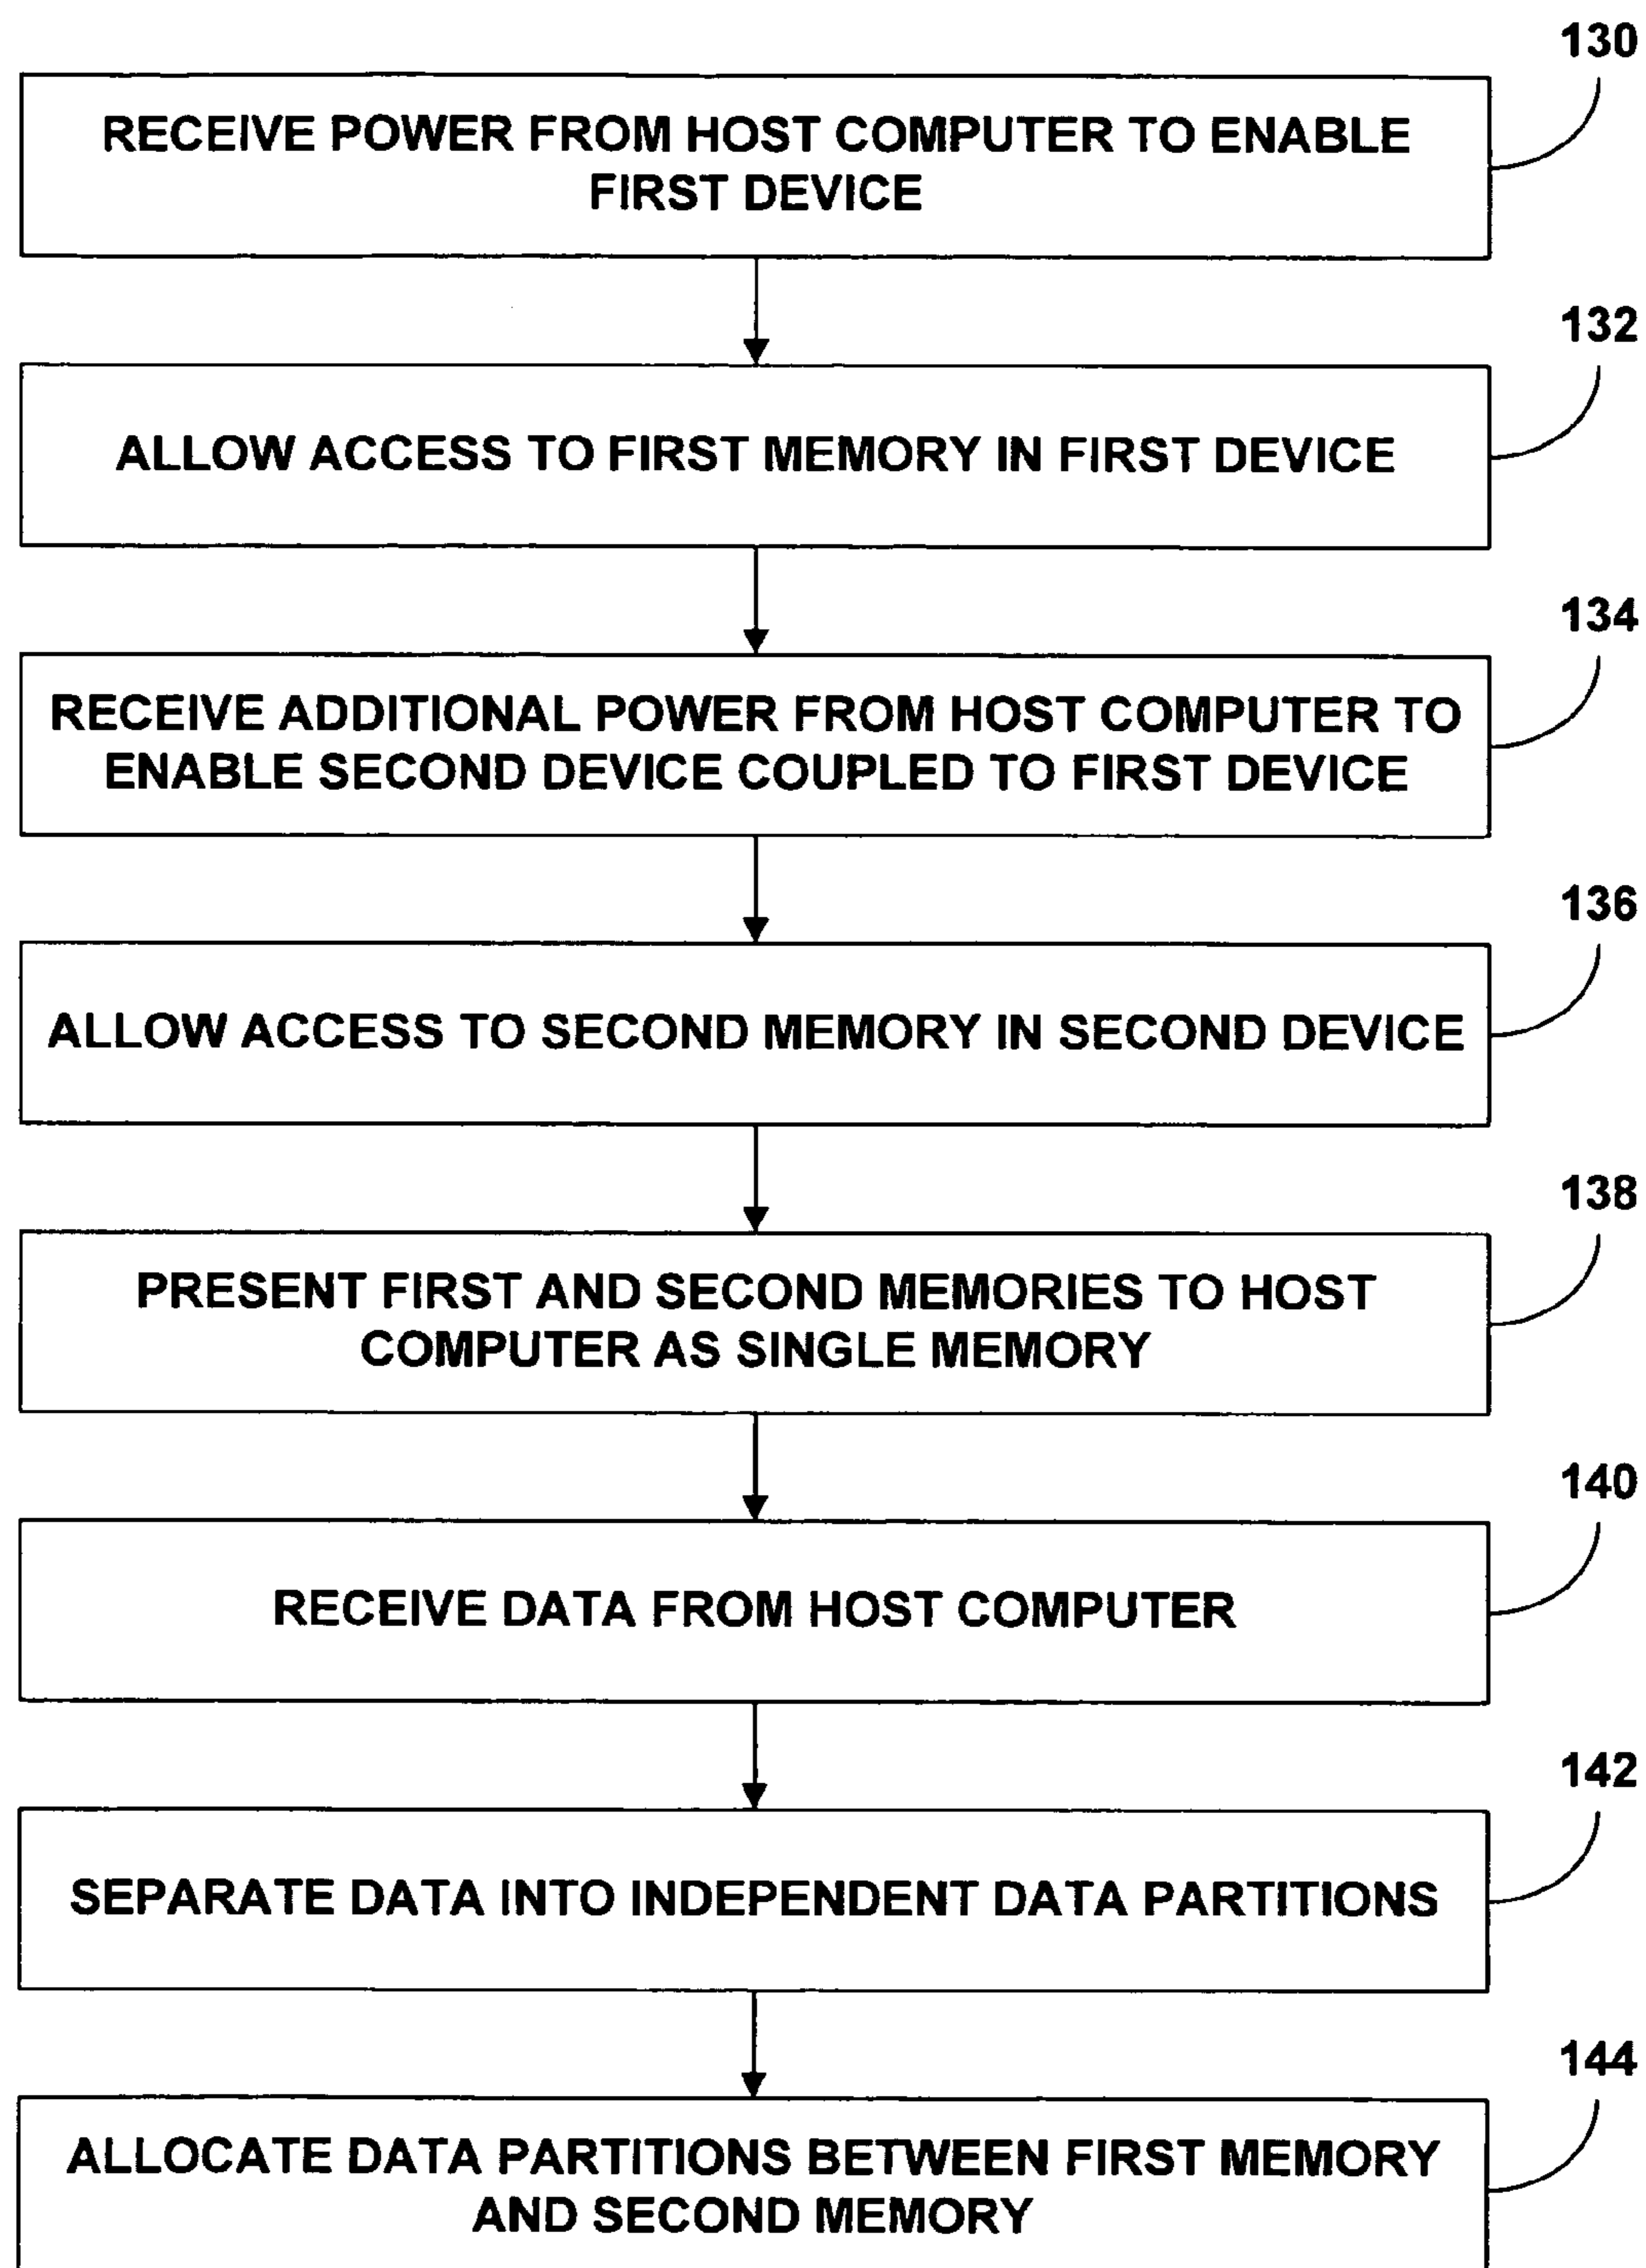 130
RECEIVE POWER FROM HOST COMPUTER TO ENABLE
FIRST DEVICE
132
ALLOW ACCESS TO FIRST MEMORY IN FIRST DEVICE
134
RECEIVE ADDITIONAL POWER FROM HOST COMPUTER TO
ENABLE SECOND DEVICE COUPLED TO FIRST DEVICE
136
ALLOW ACCESS TO SECOND MEMORY IN SECOND DEVICE
138
PRESENT FIRST AND SECOND MEMORIES TO HOST
COMPUTER AS SINGLE MEMORY
140
RECEIVE DATA FROM HOST COMPUTER
142
SEPARATE DATA INTO INDEPENDENT DATA PARTITIONS
144
ALLOCATE DATA PARTITIONS BETWEEN FIRST MEMORY
AND SECOND MEMORY